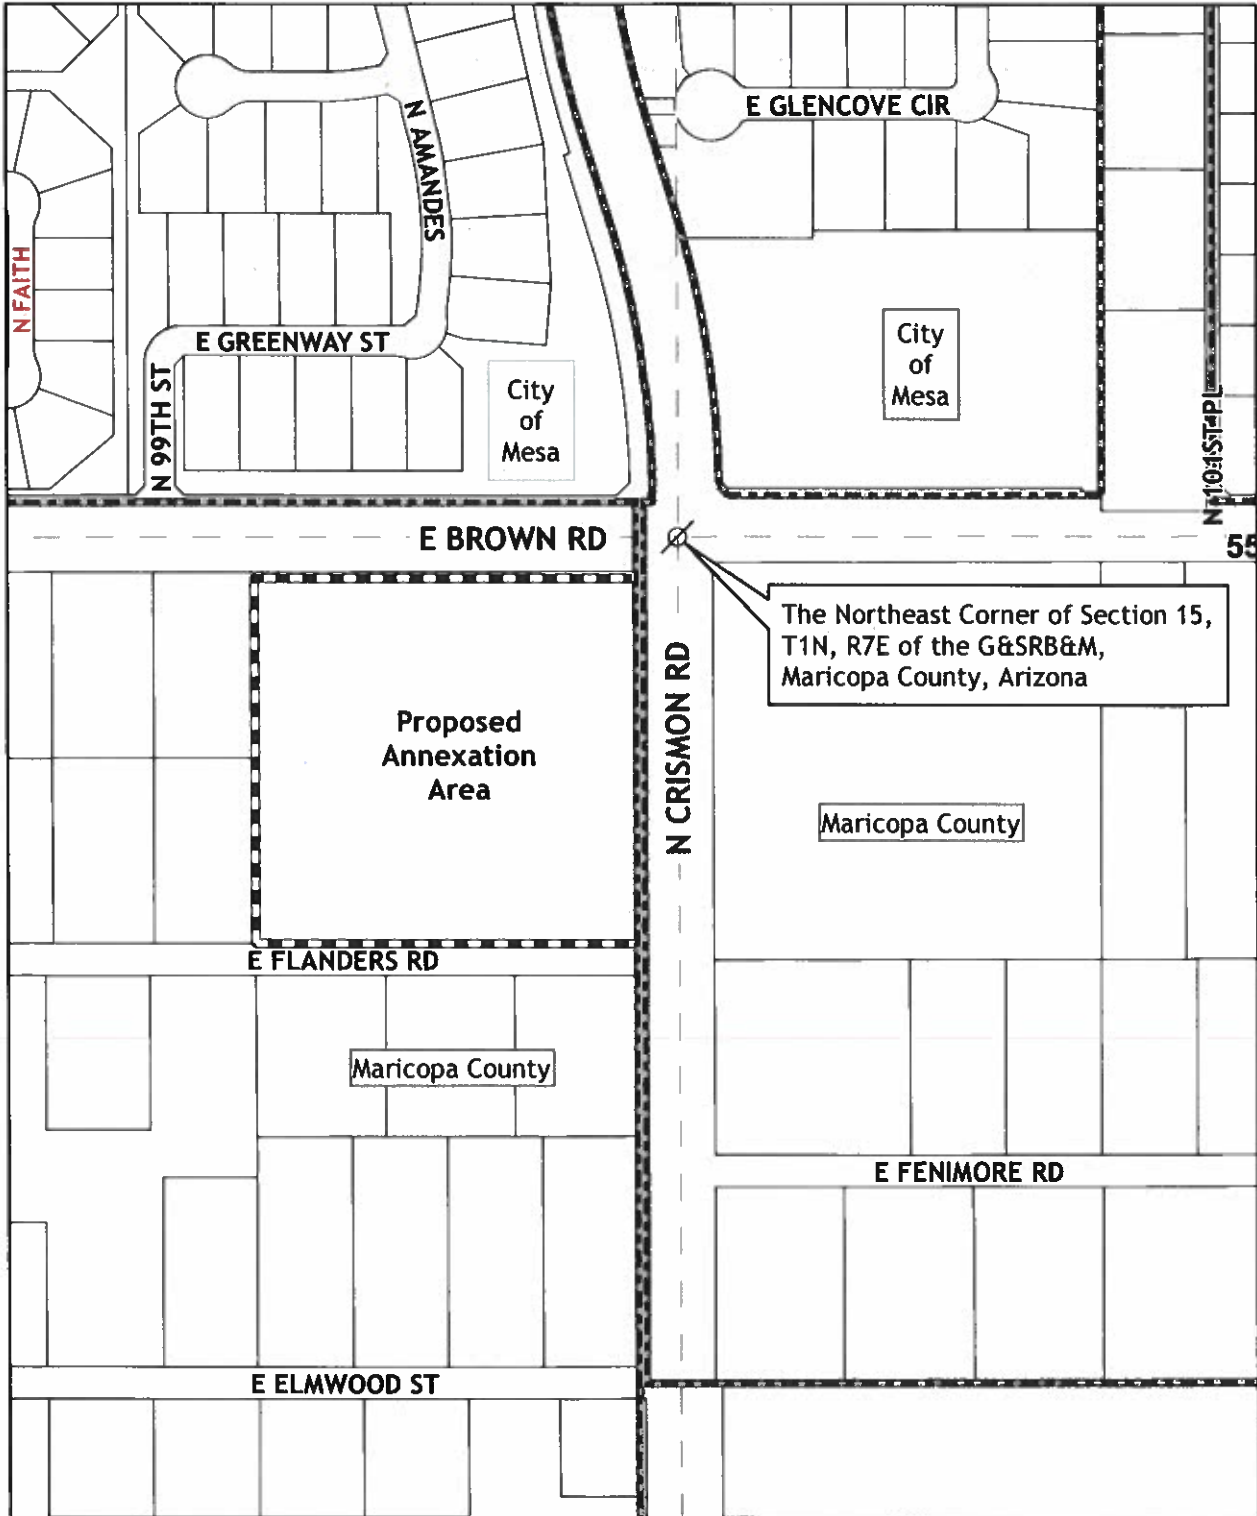 E GLENCOVE CIR
N AMANDES
N FAITH
E GREENWAY ST
City
of
Mesa
City
of
Mesa
N 99TH ST
N 101ST PL
E BROWN RD
55
The Northeast Corner of Section 15,
T1N, R7E of the G&SRB&M,
Maricopa County, Arizona
N CRISMON RD
Proposed
Annexation
Area
Maricopa County
E FLANDERS RD
Maricopa County
E FENIMORE RD
E ELMWOOD ST